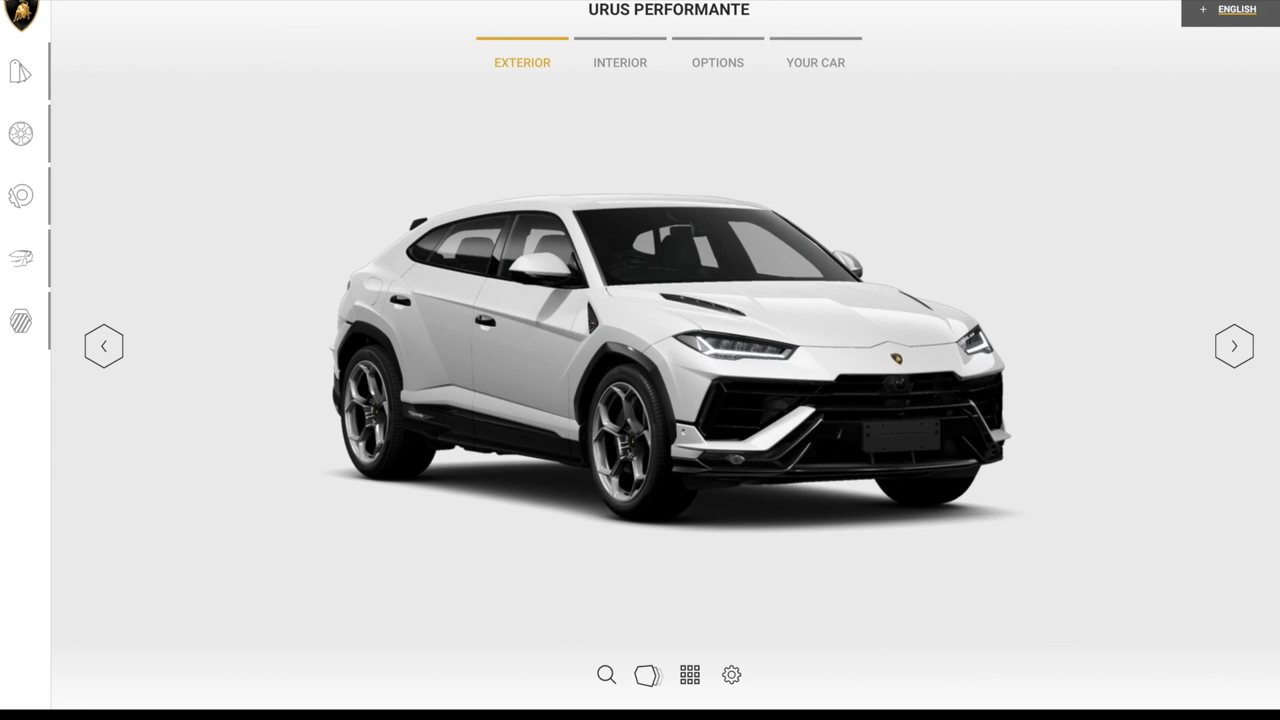 URUS PERFORMANTE
+ ENGLISH
EXTERIOR
INTERIOR
OPTIONS
YOUR CAR